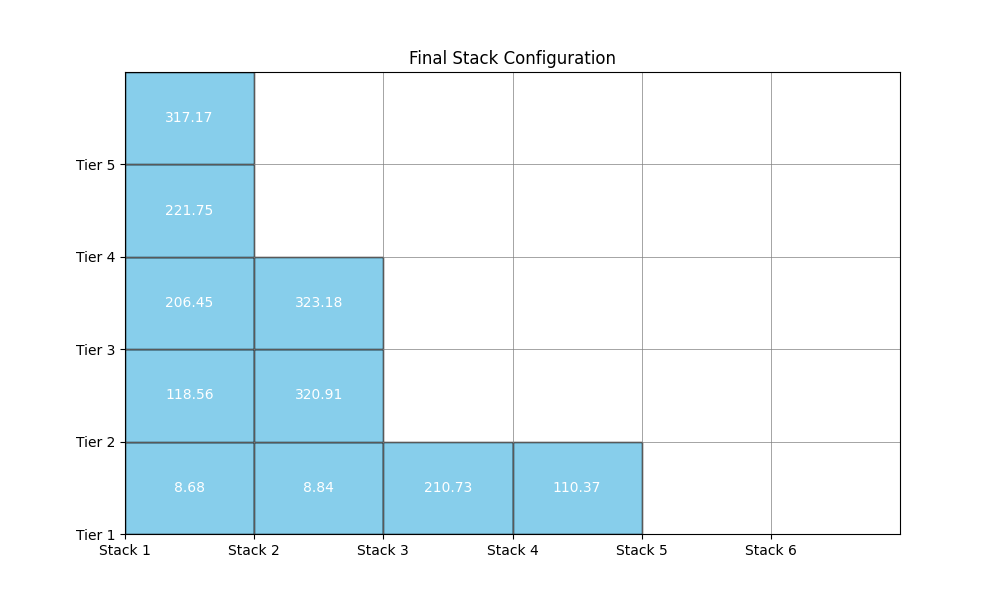 Final Stack Configuration
317.17
Tier 5
221.75
Tier 4
206.45 323.18
Tier 3
118.56 320.91
Tier 2
8.68 8.84 210.73 110.37
Tier 1
Stack 1 Stack 2 Stack 3 Stack 4 Stack 5 Stack 6